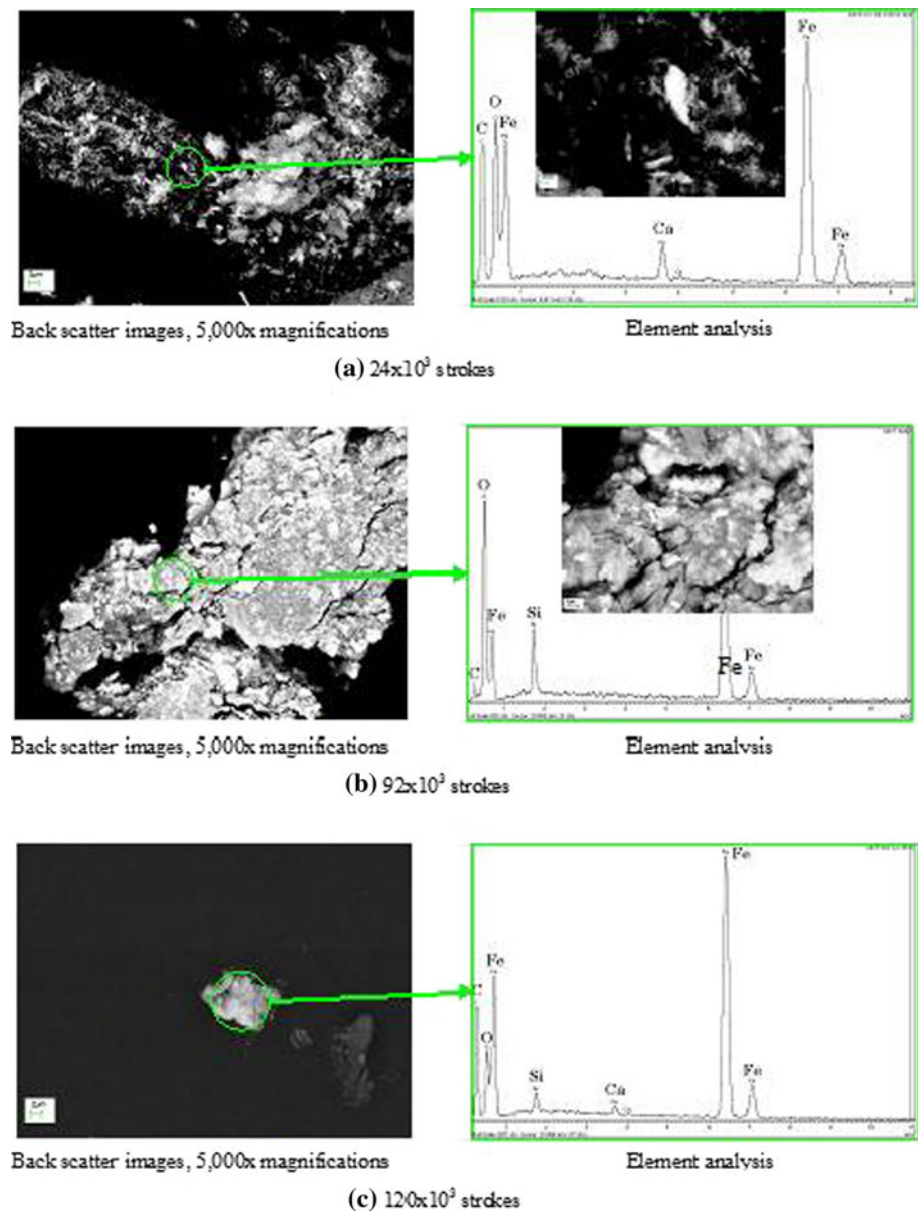 Fe
O
C
Fe
Ca
Fe
Back scatter images, 5,000x magnifications
Element analysis
(a) 24x10³ strokes
O
Fe
Si
C
Fe
Fe
Back scatter images, 5,000x magnifications
Element analysis
(b) 92x10³ strokes
Fe
Fe
C
O
Si
Ca
Fe
Back scatter images, 5,000x magnifications
Element analysis
(c) 120x10³ strokes